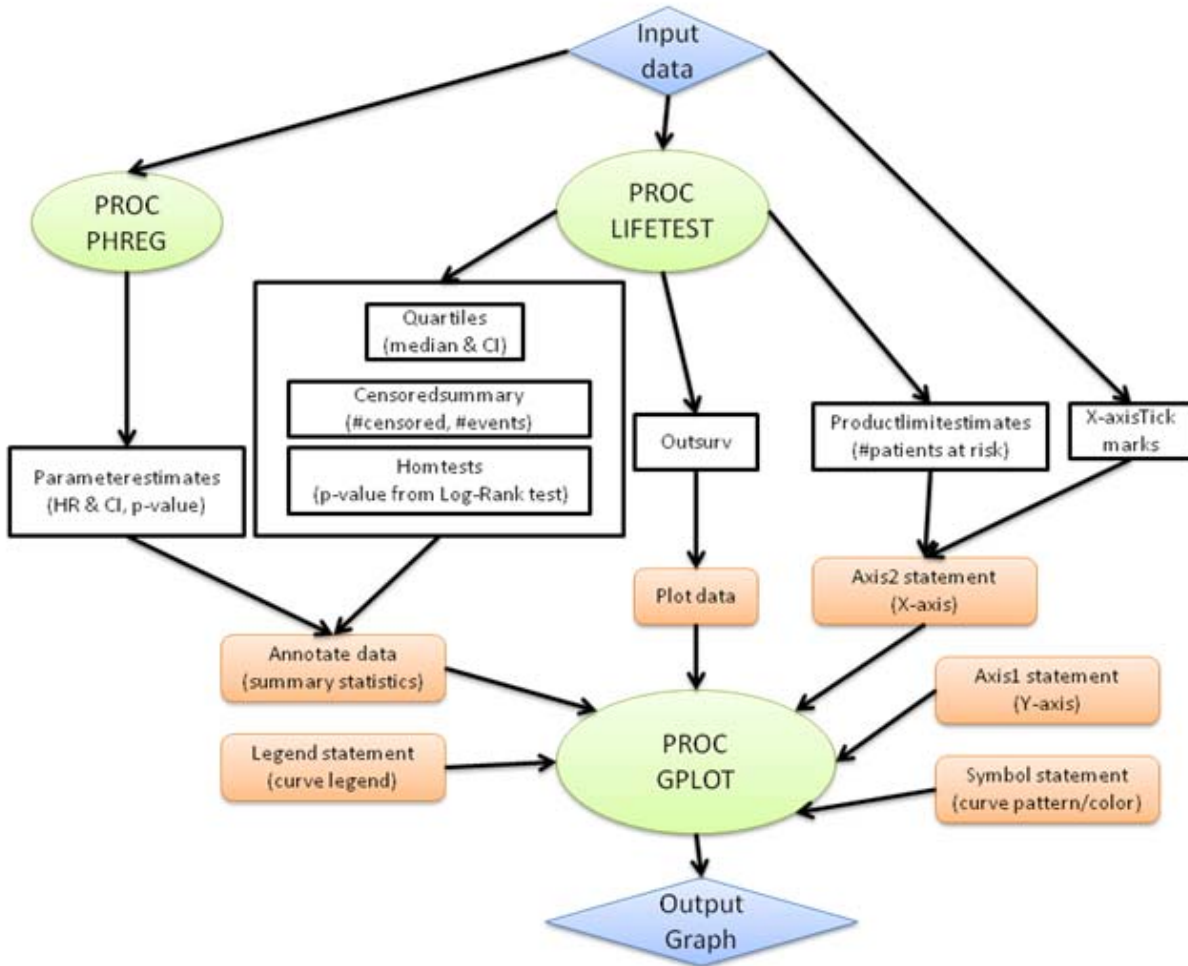 Input
data
PROC
PHREG
PROC
LIFETEST
Quartiles
(median & CI)
Censoredsummary
(#censored, #events)
Homtests
(p-value from Log-Rank test)
Parameterestimates
(HR & CI, p-value)
Outsurv
Productlimitestimates
(#patients at risk)
X-axisTick
marks
Plot data
Axis2 statement
(X-axis)
Annotate data
(summary statistics)
Axis1 statement
(Y-axis)
Legend statement
(curve legend)
PROC
GPLOT
Symbol statement
(curve pattern/color)
Output
Graph